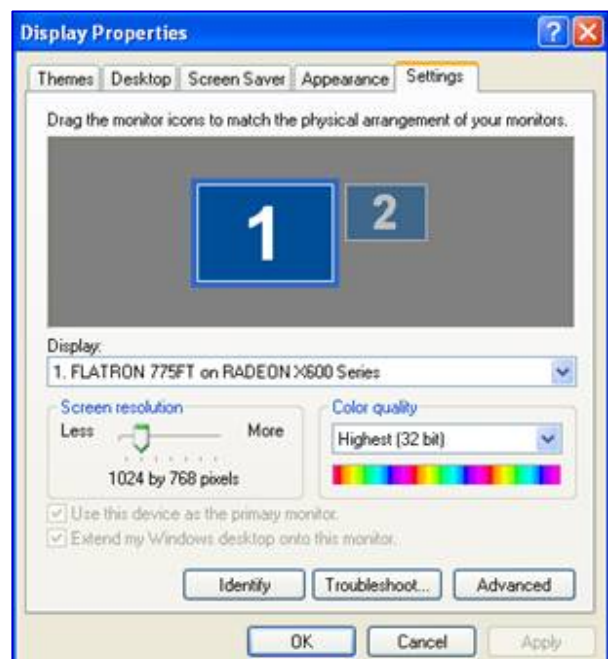 Display Properties
Themes Desktop Screen Saver Appearance Settings
Drag the monitor icons to match the physical arrangement of your monitors.
1 2
Display:
1. FLATRON 775FT on RADEON X600 Series
Screen resolution Color quality
Less More Highest (32 bit)
1024 by 768 pixels
Use this device as the primary monitor.
Extend my Windows desktop onto this monitor.
Identify Troubleshoot... Advanced
OK Cancel Apply